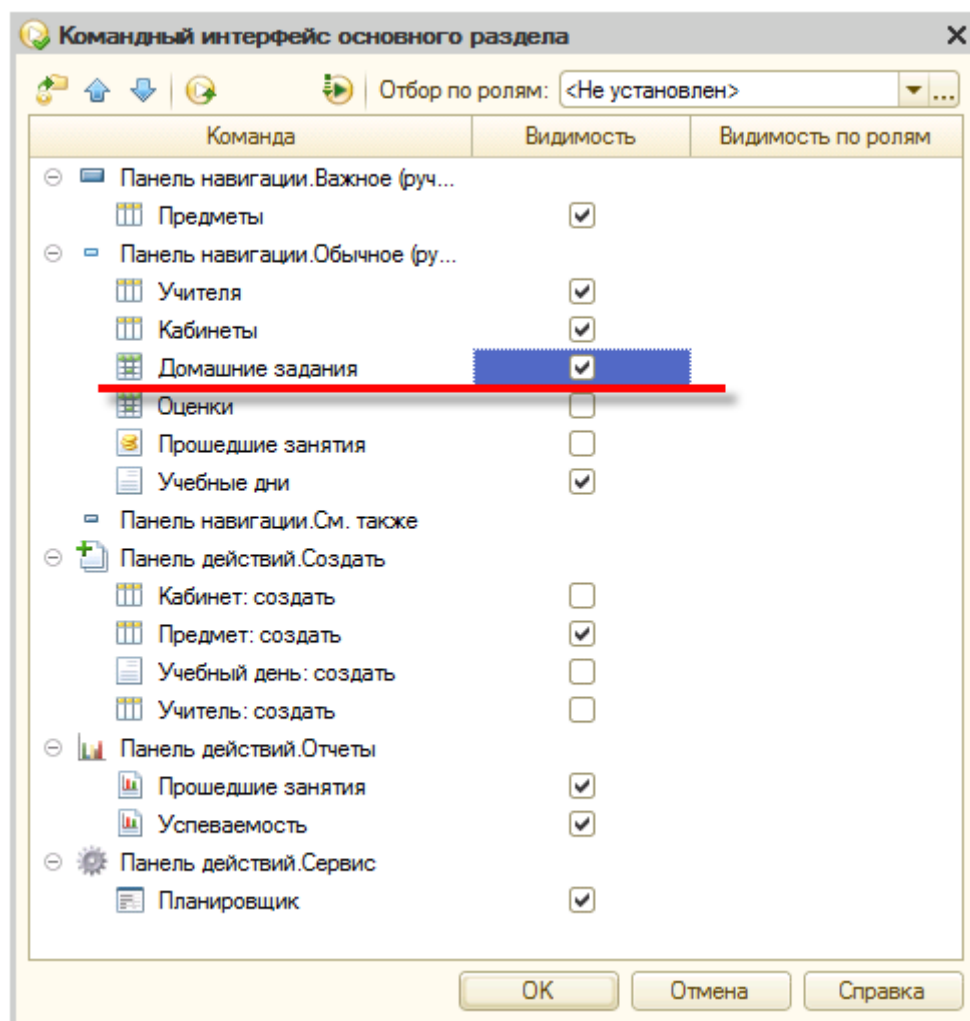 Командный интерфейс основного раздела
Отбор по ролям: <Не установлен> ...
Команда Видимость Видимость по ролям
Панель навигации.Важное (руч...
Предметы
Панель навигации.Обычное (ру...
Учителя
Кабинеты
Домашние задания
Оценки
Прошедшие занятия
Учебные дни
Панель навигации.См. также
Панель действий.Создать
Кабинет: создать
Предмет: создать
Учебный день: создать
Учитель: создать
Панель действий.Отчеты
Прошедшие занятия
Успеваемость
Панель действий.Сервис
Планировщик
OK Отмена Справка